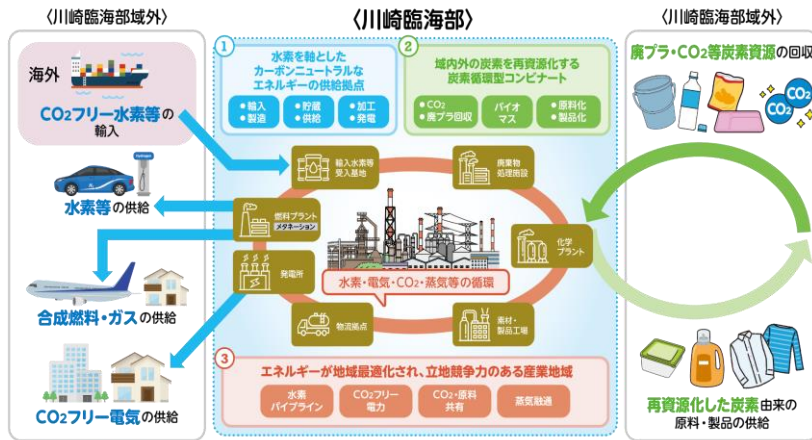 〈川崎臨海部域外〉
海外
CO2フリー水素等の
輸入
水素等の供給
合成燃料・ガスの供給
CO2フリー電気の供給
〈川崎臨海部〉
1
水素を軸とした
カーボンニュートラルな
エネルギーの供給拠点
●輸入
●製造
●貯蔵
●供給
●加工
●発電
2
域内外の炭素を再資源化する
炭素循環型コンビナート
●CO2
●廃プラ回収
バイオ
マス
●原料化
●製品化
輸入水素等
受入基地
廃棄物
処理施設
燃料プラント
メタネーション
化学
プラント
発電所
水素・電気・CO2・蒸気等の循環
物流拠点
素材・
製品工場
3
エネルギーが地域最適化され、立地競争力のある産業地域
水素
パイプライン
CO2フリー
電力
CO2・原料
共有
蒸気融通
〈川崎臨海部域外〉
廃プラ・CO2等炭素資源の回収
CO2
CO2
再資源化した炭素由来の
原料・製品の供給